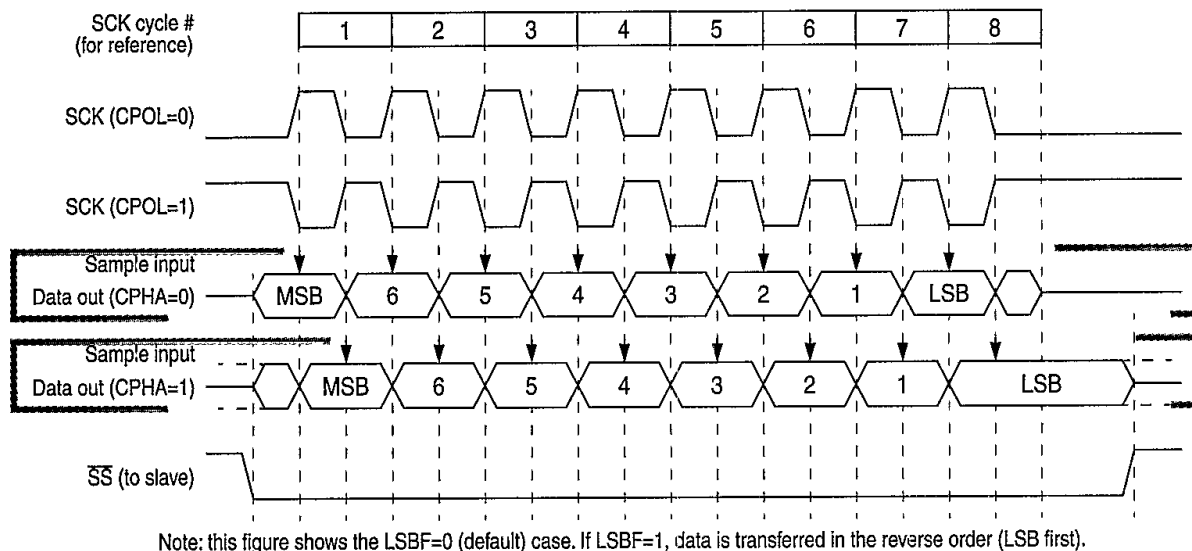 SCK cycle # 1 2 3 4 5 6 7 8
(for reference)
SCK (CPOL=0)
SCK (CPOL=1)
Sample input
Data out (CPHA=0) MSB 6 5 4 3 2 1 LSB
Sample input
Data out (CPHA=1) MSB 6 5 4 3 2 1 LSB
SS (to slave)
Note: this figure shows the LSBF=0 (default) case. If LSBF=1, data is transferred in the reverse order (LSB first).